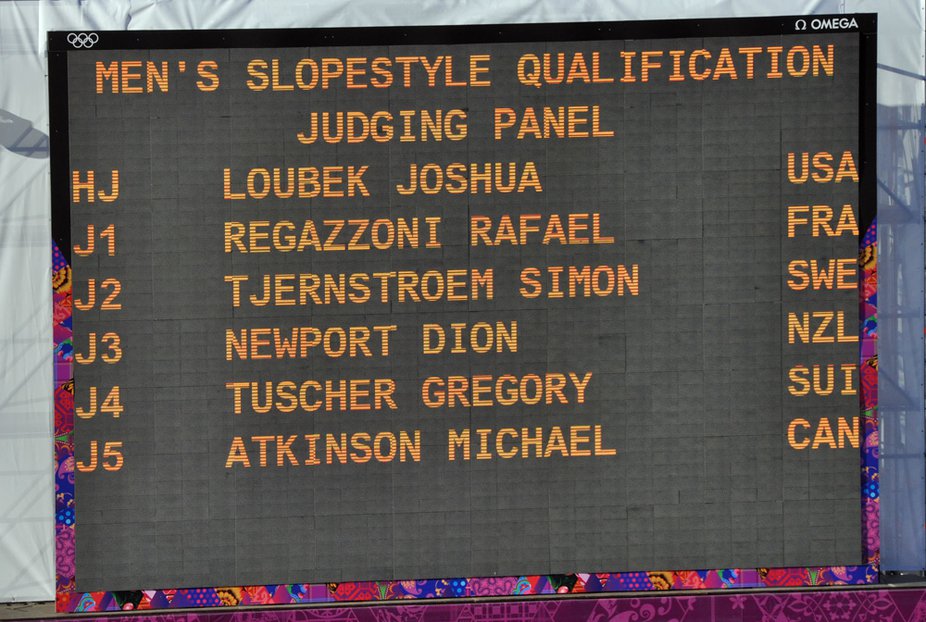 Ω OMEGA
MEN'S SLOPESTYLE QUALIFICATION
JUDGING PANEL
HJ LOUBEK JOSHUA USA
J1 REGAZZONI RAFAEL FRA
J2 TJERNSTROEM SIMON SWE
J3 NEWPORT DION NZL
J4 TUSCHER GREGORY SUI
J5 ATKINSON MICHAEL CAN